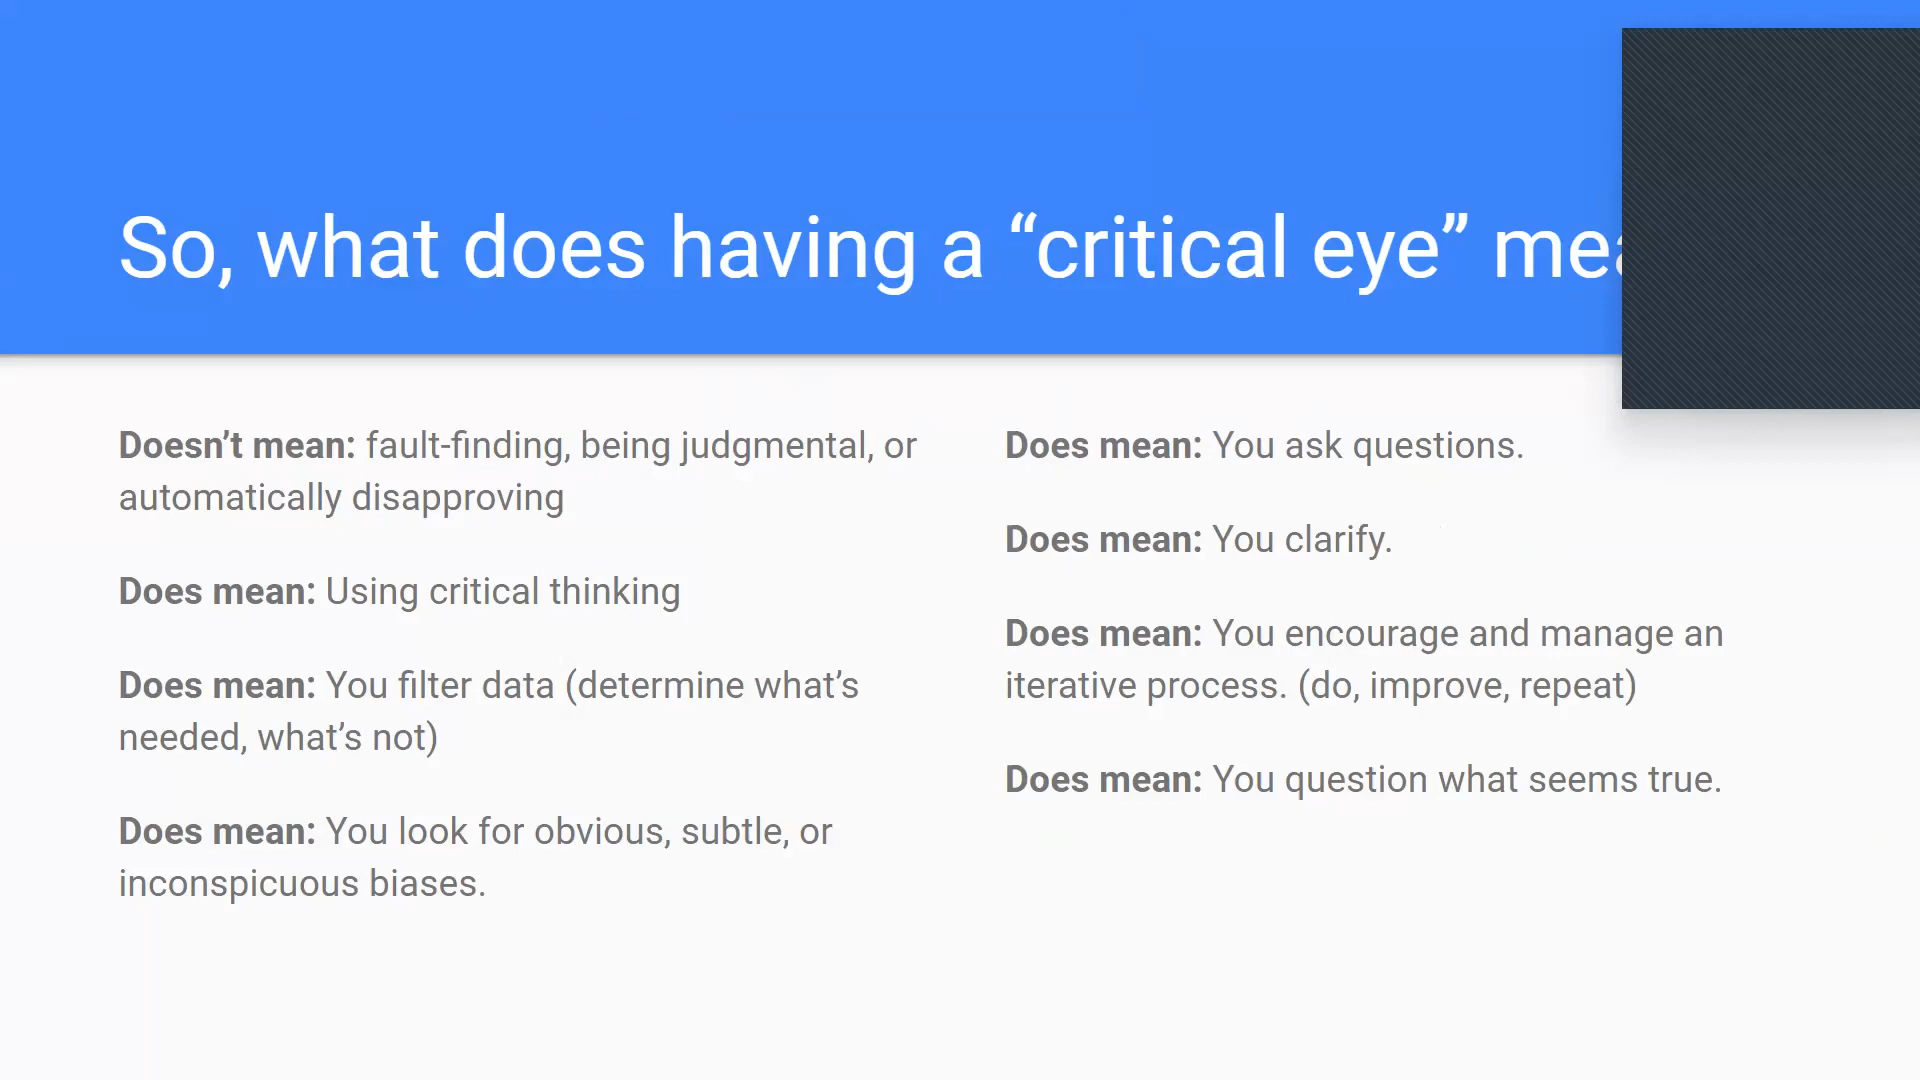 So, what does having a “critical eye”
Doesn’t mean: fault-finding, being judgmental, or
automatically disapproving
Does mean: Using critical thinking
Does mean: You filter data (determine what’s
needed, what’s not)
Does mean: You look for obvious, subtle, or
inconspicuous biases.
Does mean: You ask questions.
Does mean: You clarify.
Does mean: You encourage and manage an
iterative process. (do, improve, repeat)
Does mean: You question what seems true.